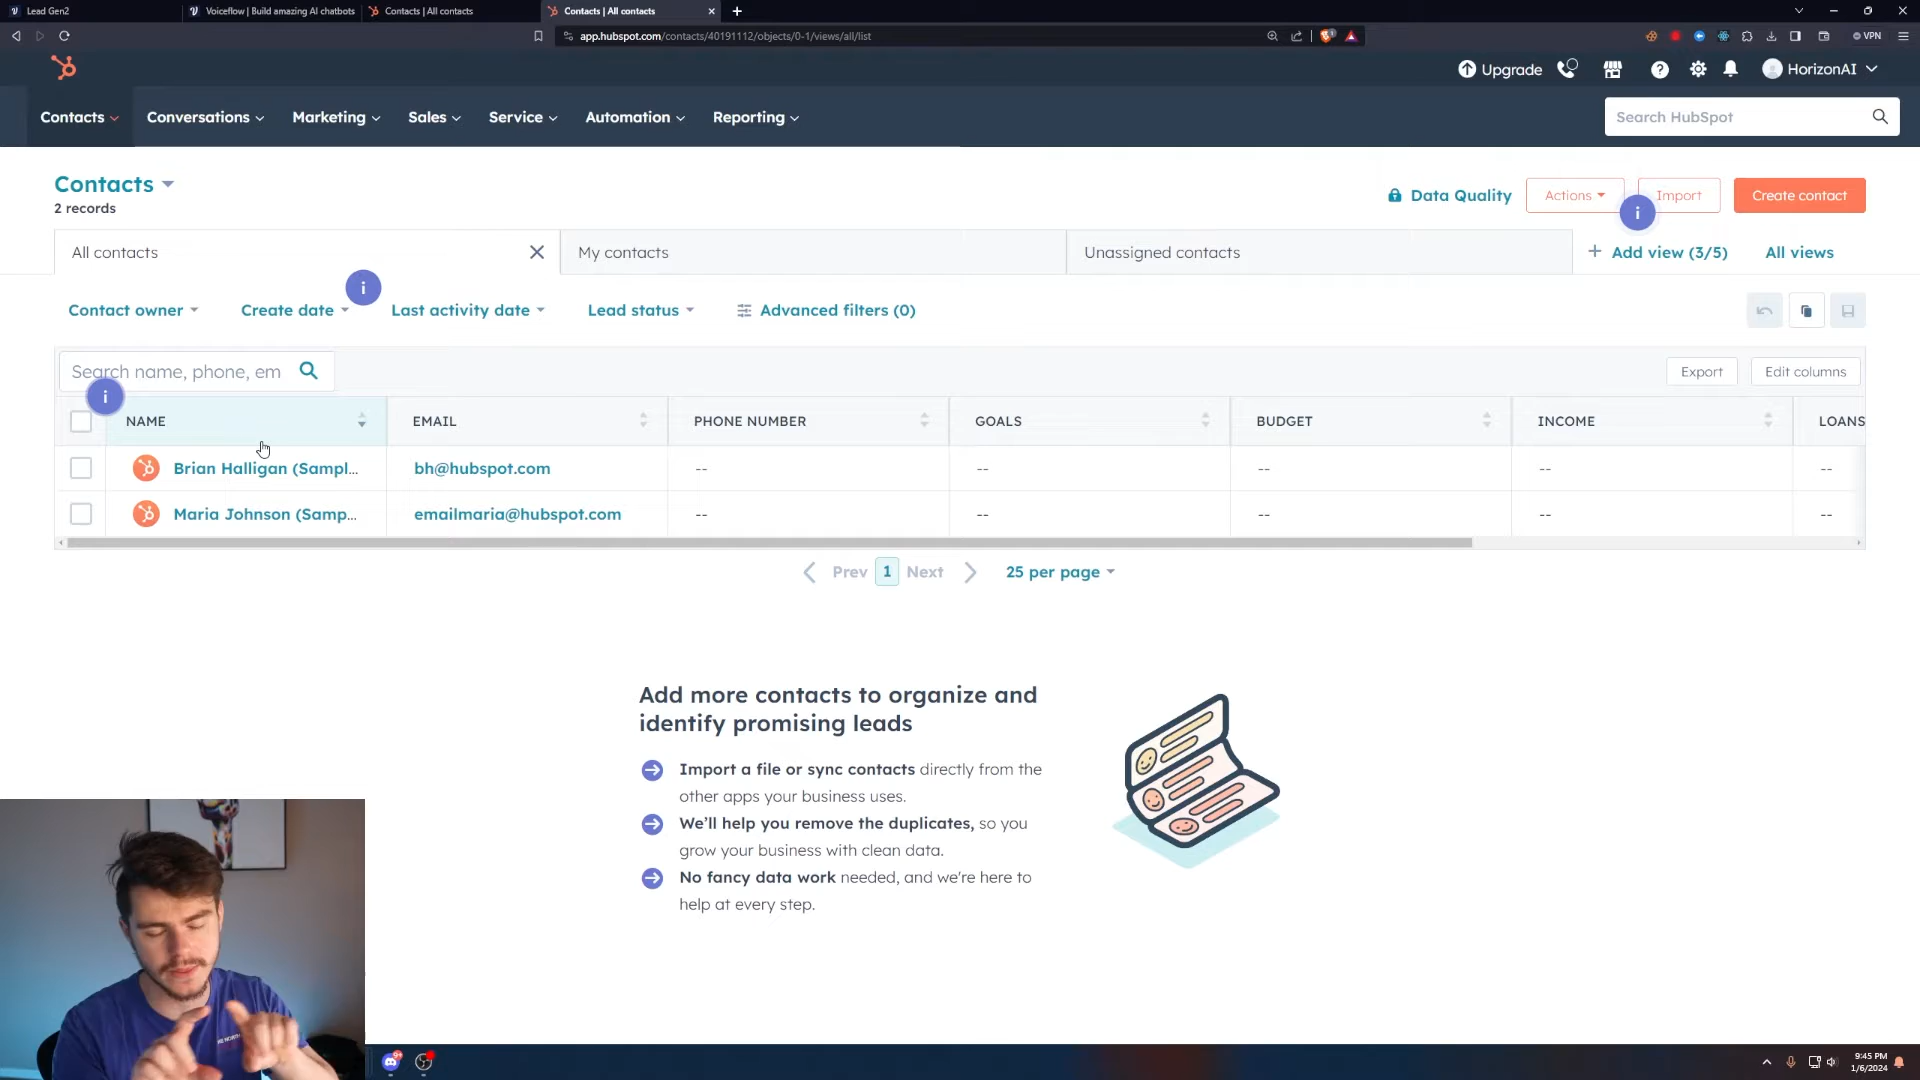 Lead Gen2
Voiceflow | Build amazing AI chatbots
Contacts | All contacts
Contacts | All contacts
app.hubspot.com/contacts/40191112/objects/0-1/views/all/list
VPN
Upgrade
HorizonAI
Contacts
Conversations
Marketing
Sales
Service
Automation
Reporting
Search HubSpot
Contacts
2 records
Data Quality
Actions
Import
Create contact
All contacts
My contacts
Unassigned contacts
+ Add view (3/5)
All views
Contact owner
Create date
Last activity date
Lead status
Advanced filters (0)
Search name, phone, em
Export
Edit columns
NAME
EMAIL
PHONE NUMBER
GOALS
BUDGET
INCOME
LOANS
Brian Halligan (Sampl...
bh@hubspot.com
--
--
--
--
--
Maria Johnson (Samp...
emailmaria@hubspot.com
--
--
--
--
--
Prev
1
Next
25 per page
Add more contacts to organize and
identify promising leads
Import a file or sync contacts directly from the
other apps your business uses.
We'll help you remove the duplicates, so you
grow your business with clean data.
No fancy data work needed, and we're here to
help at every step.
9:45 PM
1/6/2024